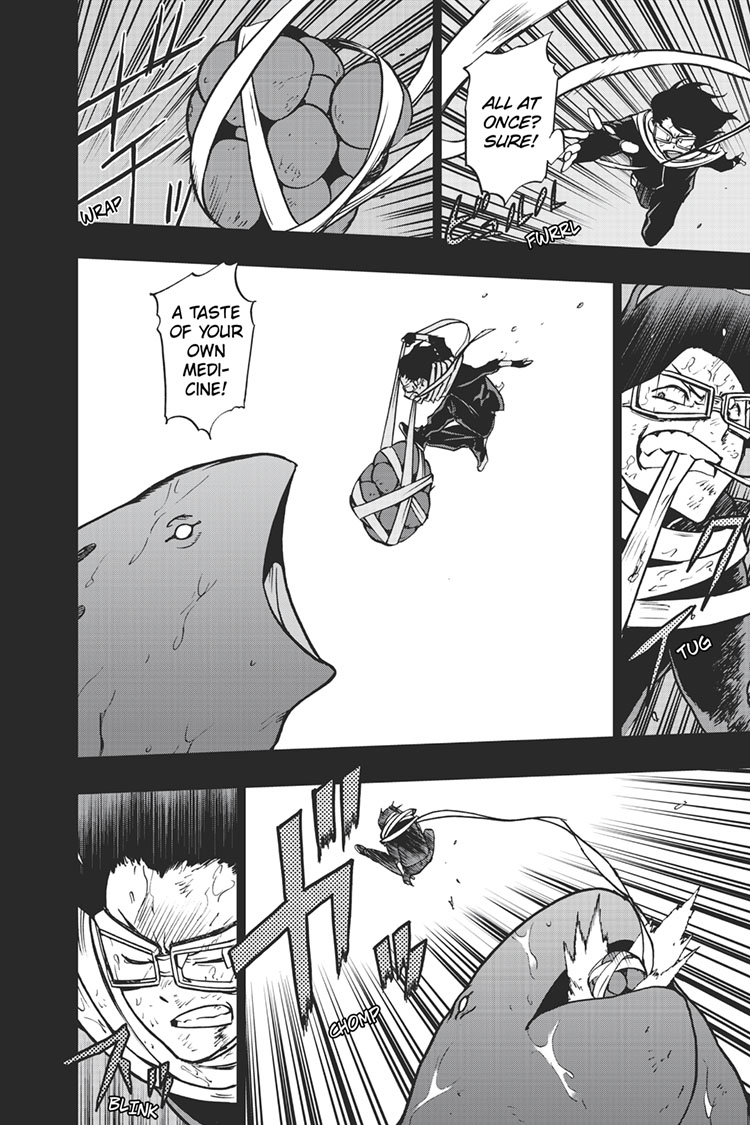 ALL AT
ONCE?
SURE!
FWRRL
WRAP
TUG
A TASTE
OF YOUR
OWN
MEDI-
CINE!
CHOMP
BLINK